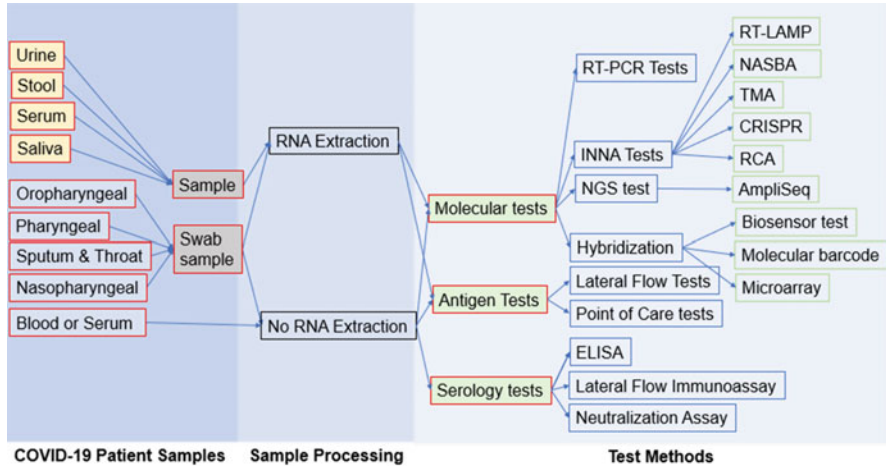 Urine
Stool
Serum
Saliva
Oropharyngeal
Pharyngeal
Sputum & Throat
Nasopharyngeal
Blood or Serum
Sample
Swab
sample
RNA Extraction
No RNA Extraction
Molecular tests
Antigen Tests
Serology tests
RT-PCR Tests
INNA Tests
NGS test
Hybridization
Lateral Flow Tests
Point of Care tests
ELISA
Lateral Flow Immunoassay
Neutralization Assay
RT-LAMP
NASBA
TMA
CRISPR
RCA
AmpliSeq
Biosensor test
Molecular barcode
Microarray
COVID-19 Patient Samples
Sample Processing
Test Methods